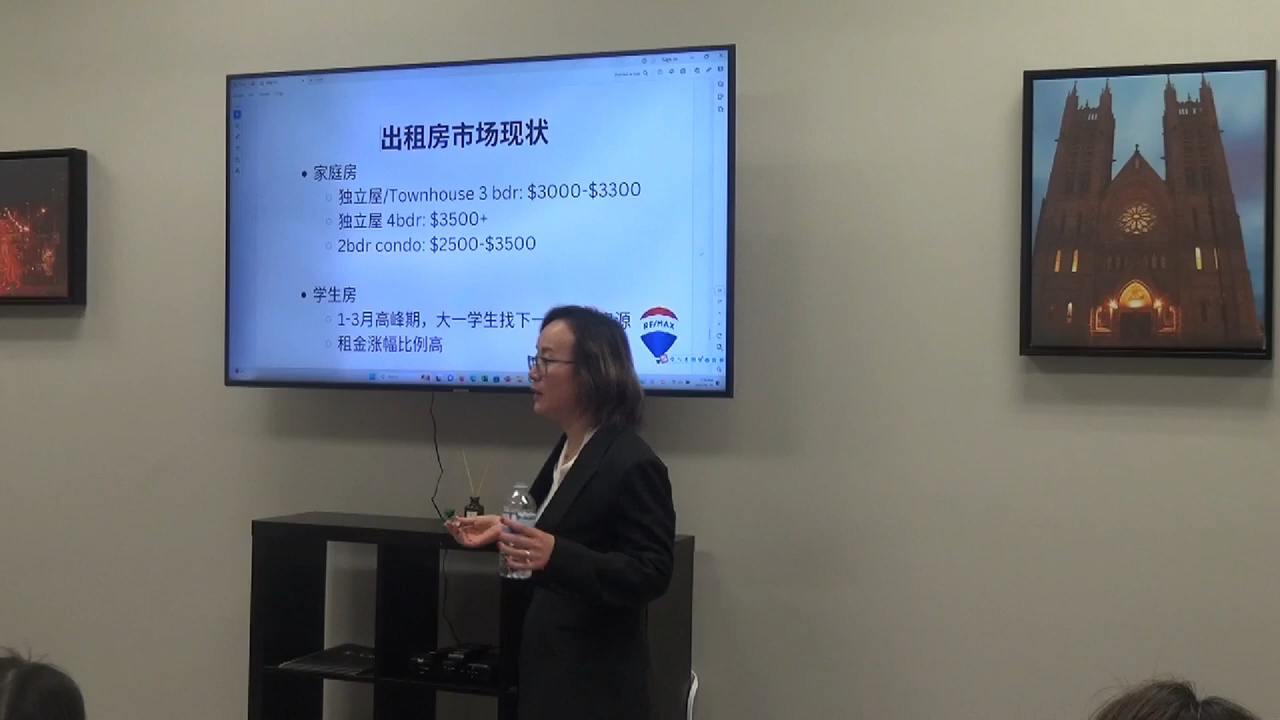 出租房市场现状
家庭房
独立屋/Townhouse 3 bdr: $3000-$3300
独立屋 4bdr: $3500+
2bdr condo: $2500-$3500
学生房
1-3月高峰期，大一学生找下一
源
租金涨幅比例高
RE/MAX